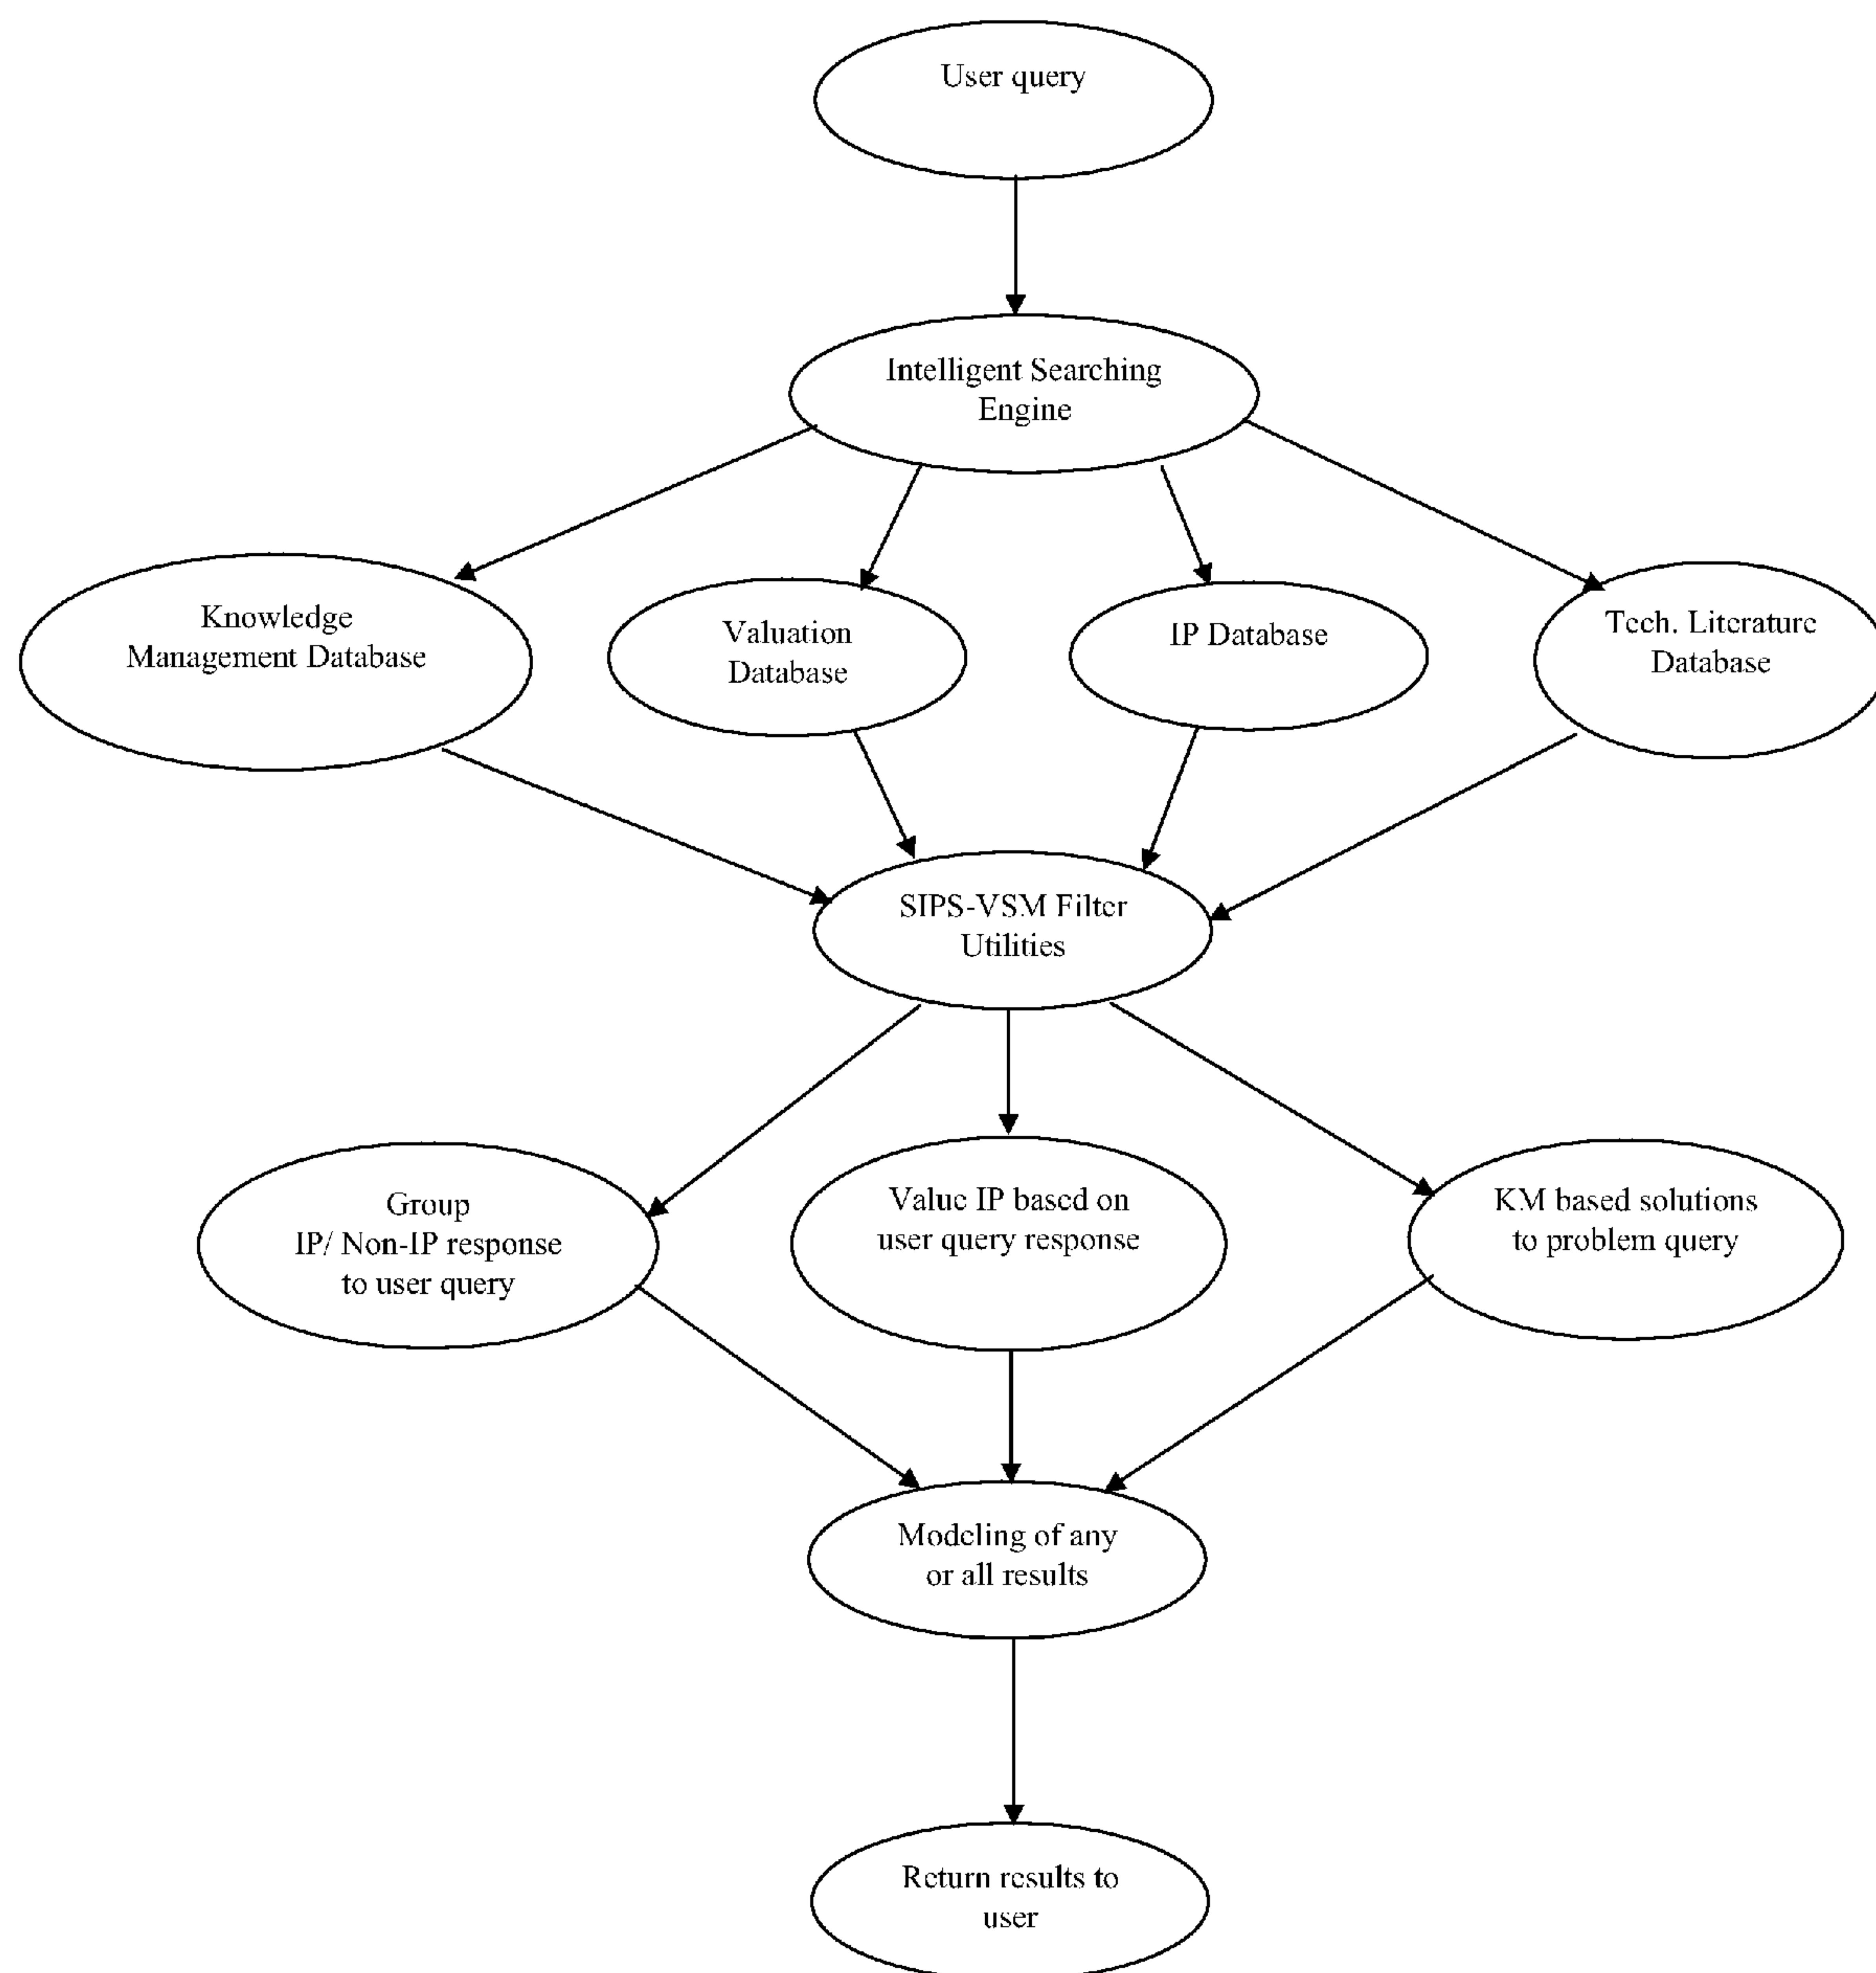 User query
Intelligent Searching
Engine
Knowledge
Management Database
Valuation
Database
IP Database
Tech. Literature
Database
SIPS-VSM Filter
Utilities
Group
IP/ Non-IP response
to user query
Value IP based on
user query response
KM based solutions
to problem query
Modeling of any
or all results
Return results to
user